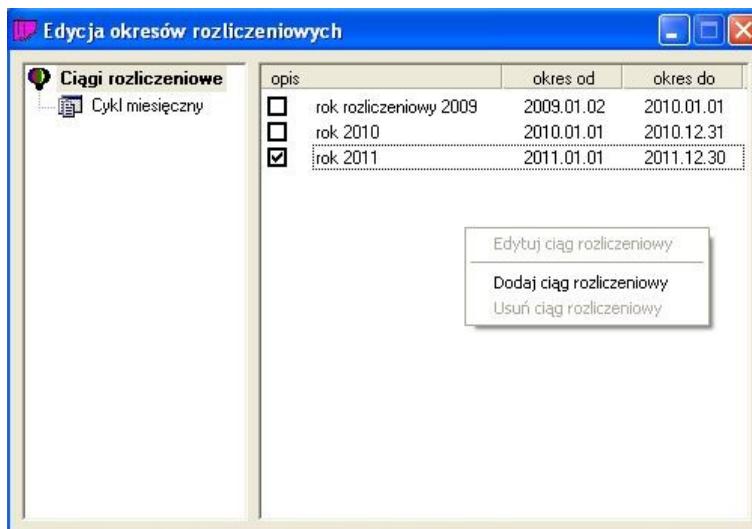 Edycja okresów rozliczeniowych
Ciągi rozliczeniowe
Cykl miesięczny
opis okres od okres do
rok rozliczeniowy 2009 2009.01.02 2010.01.01
rok 2010 2010.01.01 2010.12.31
rok 2011 2011.01.01 2011.12.30
Edytuj ciąg rozliczeniowy
Dodaj ciąg rozliczeniowy
Usuń ciąg rozliczeniowy